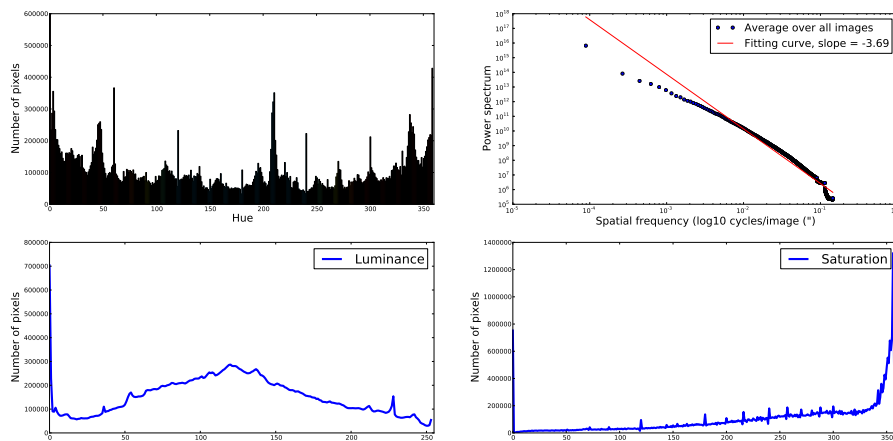 600000
500000
400000
300000
200000
100000
0
Number of pixels
0 50 100 150 200 250 300 350
Hue
10^18
10^17
10^16
10^15
10^14
10^13
10^12
10^11
10^10
10^9
10^8
10^7
10^6
10^5
Power spectrum
Average over all images
Fitting curve, slope = -3.69
10^-5 10^-4 10^-3 10^-2 10^-1
Spatial frequency (log10 cycles/image (°)
800000
700000
600000
500000
400000
300000
200000
100000
0
Number of pixels
Luminance
0 50 100 150 200 250
1400000
1200000
1000000
800000
600000
400000
200000
0
Number of pixels
Saturation
0 50 100 150 200 250 300 350